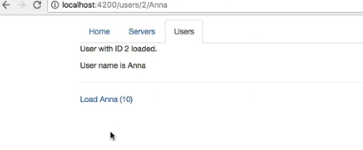 localhost:4200/users/2/Anna
Home Servers Users
User with ID 2 loaded.
User name is Anna
Load Anna (10)